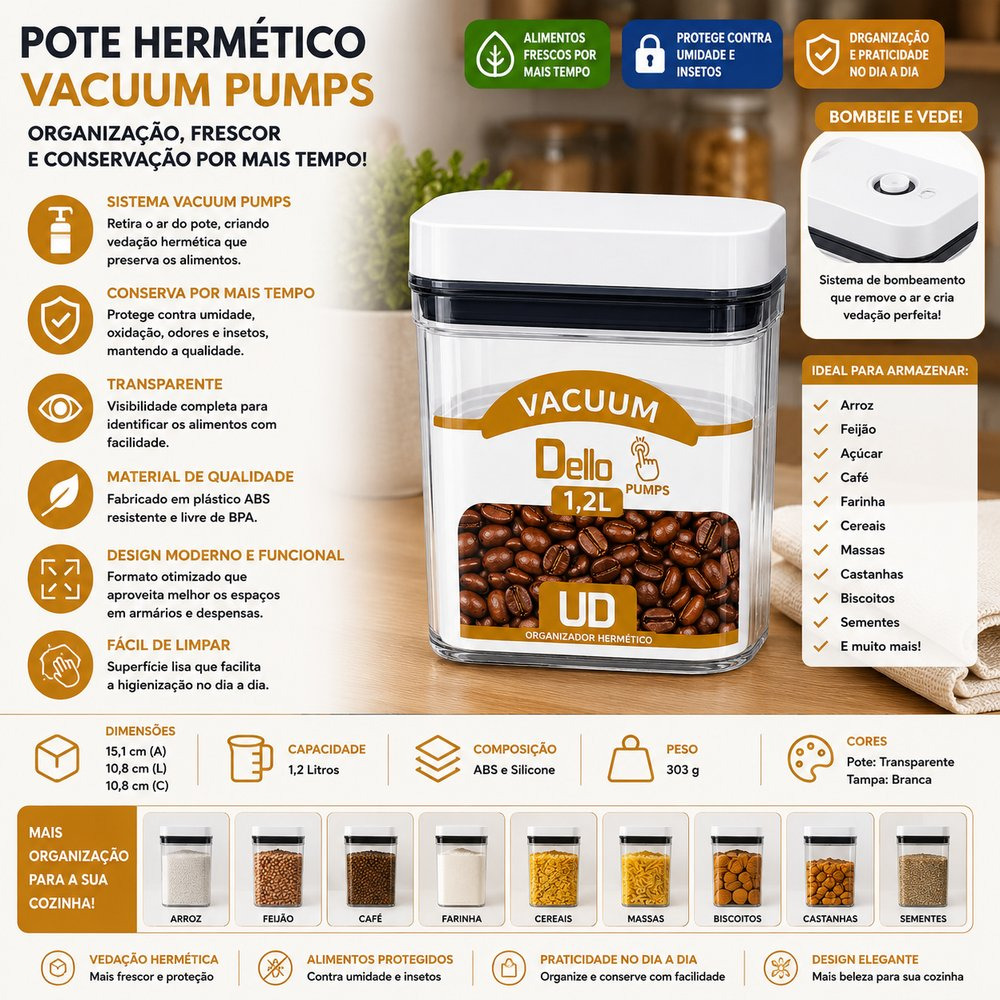 POTE HERMÉTICO
VACUUM PUMPS
ORGANIZAÇÃO, FRESCOR
E CONSERVAÇÃO POR MAIS TEMPO!
ALIMENTOS
FRESCOS POR
MAIS TEMPO
PROTEGE CONTRA
UMIDADE E
INSETOS
DRGANIZAÇÃO
E PRATICIDADE
NO DIA A DIA
SISTEMA VACUUM PUMPS
Retira o ar do pote, criando
vedação hermética que
preserva os alimentos.
CONSERVA POR MAIS TEMPO
Protege contra umidade,
oxidação, odores e insetos,
mantendo a qualidade.
TRANSPARENTE
Visibilidade completa para
identificar os alimentos com
facilidade.
MATERIAL DE QUALIDADE
Fabricado em plástico ABS
resistente e livre de BPA.
DESIGN MODERNO E FUNCIONAL
Formato otimizado que
aproveita melhor os espaços
em armários e despensas.
FÁCIL DE LIMPAR
Superfície lisa que facilita
a higienização no dia a dia.
VACUUM
Dello
PUMPS
1,2L
UD
ORGANIZADOR HERMÉTICO
BOMBEIE E VEDE!
Sistema de bombeamento
que remove o ar e cria
vedação perfeita!
IDEAL PARA ARMAZENAR:
Arroz
Feijão
Açúcar
Café
Farinha
Cereais
Massas
Castanhas
Biscoitos
Sementes
E muito mais!
DIMENSÕES
15,1 cm (A)
10,8 cm (L)
10,8 cm (C)
CAPACIDADE
1,2 Litros
COMPOSIÇÃO
ABS e Silicone
PESO
303 g
CORES
Pote: Transparente
Tampa: Branca
MAIS
ORGANIZAÇÃO
PARA A SUA
COZINHA!
ARROZ
FEIJÃO
CAFÉ
FARINHA
CEREAIS
MASSAS
BISCOITOS
CASTANHAS
SEMENTES
VEDAÇÃO HERMÉTICA
Mais frescor e proteção
ALIMENTOS PROTEGIDOS
Contra umidade e insetos
PRATICIDADE NO DIA A DIA
Organize e conserve com facilidade
DESIGN ELEGANTE
Mais beleza para sua cozinha